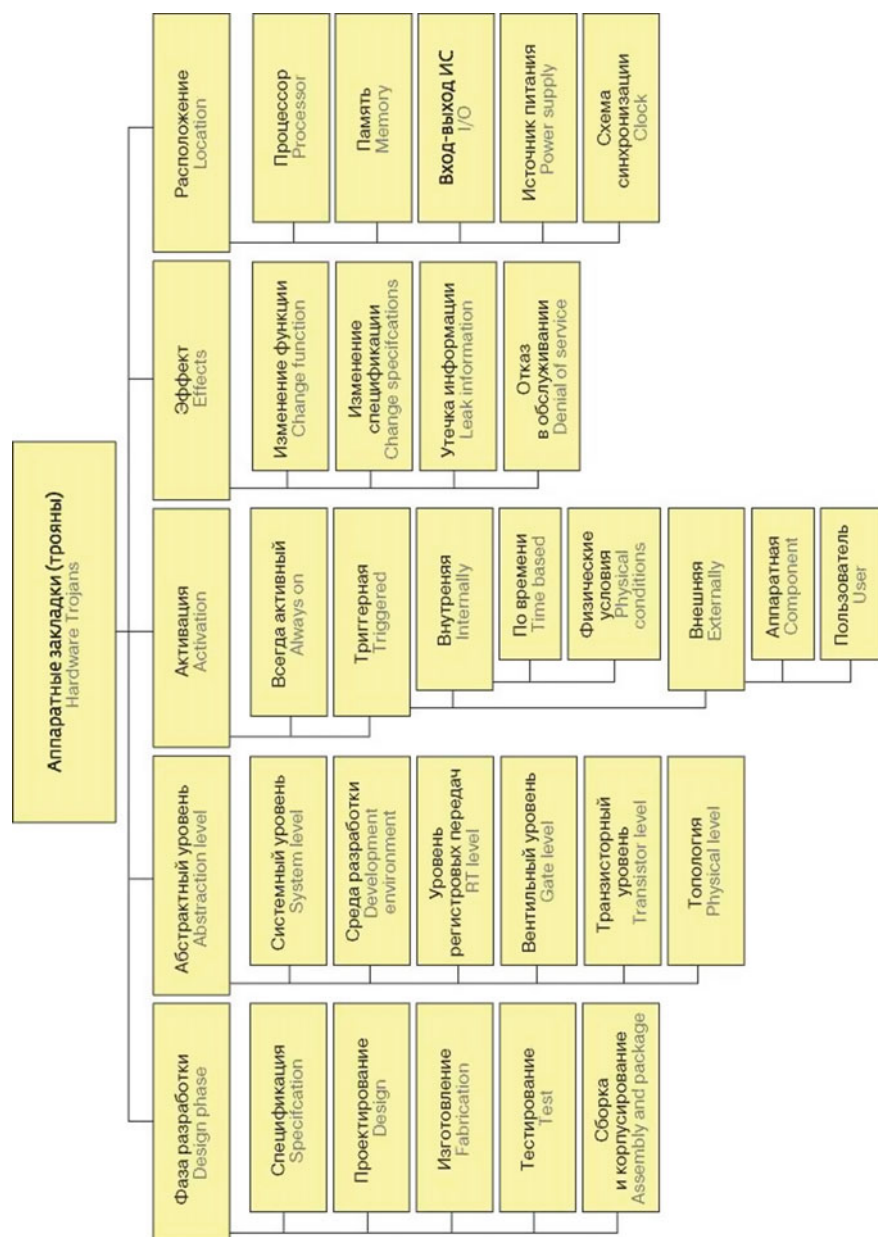 Аппаратные закладки (трояны)
Hardware Trojans
Фаза разработки
Design phase
Спецификация
Specifcation
Проектирование
Design
Изготовление
Fabrication
Тестирование
Test
Сборка
и корпусирование
Assembly and package
Абстрактный уровень
Abstraction level
Системный уровень
System level
Среда разработки
Development
environment
Уровень
регистровых передач
RT level
Вентильный уровень
Gate level
Транзисторный
уровень
Transistor level
Топология
Physical level
Активация
Activation
Всегда активный
Always on
Триггерная
Triggered
Внутреняя
Internally
По времени
Time based
Физические
условия
Physical
conditions
Внешняя
Externally
Аппаратная
Component
Пользователь
User
Эффект
Effects
Изменение функции
Change function
Изменение
спецификации
Change specifcations
Утечка информации
Leak information
Отказ
в обслуживании
Denial of service
Расположение
Location
Процессор
Processor
Память
Memory
Вход-выход ИС
I/O
Источник питания
Power supply
Схема
синхронизации
Clock